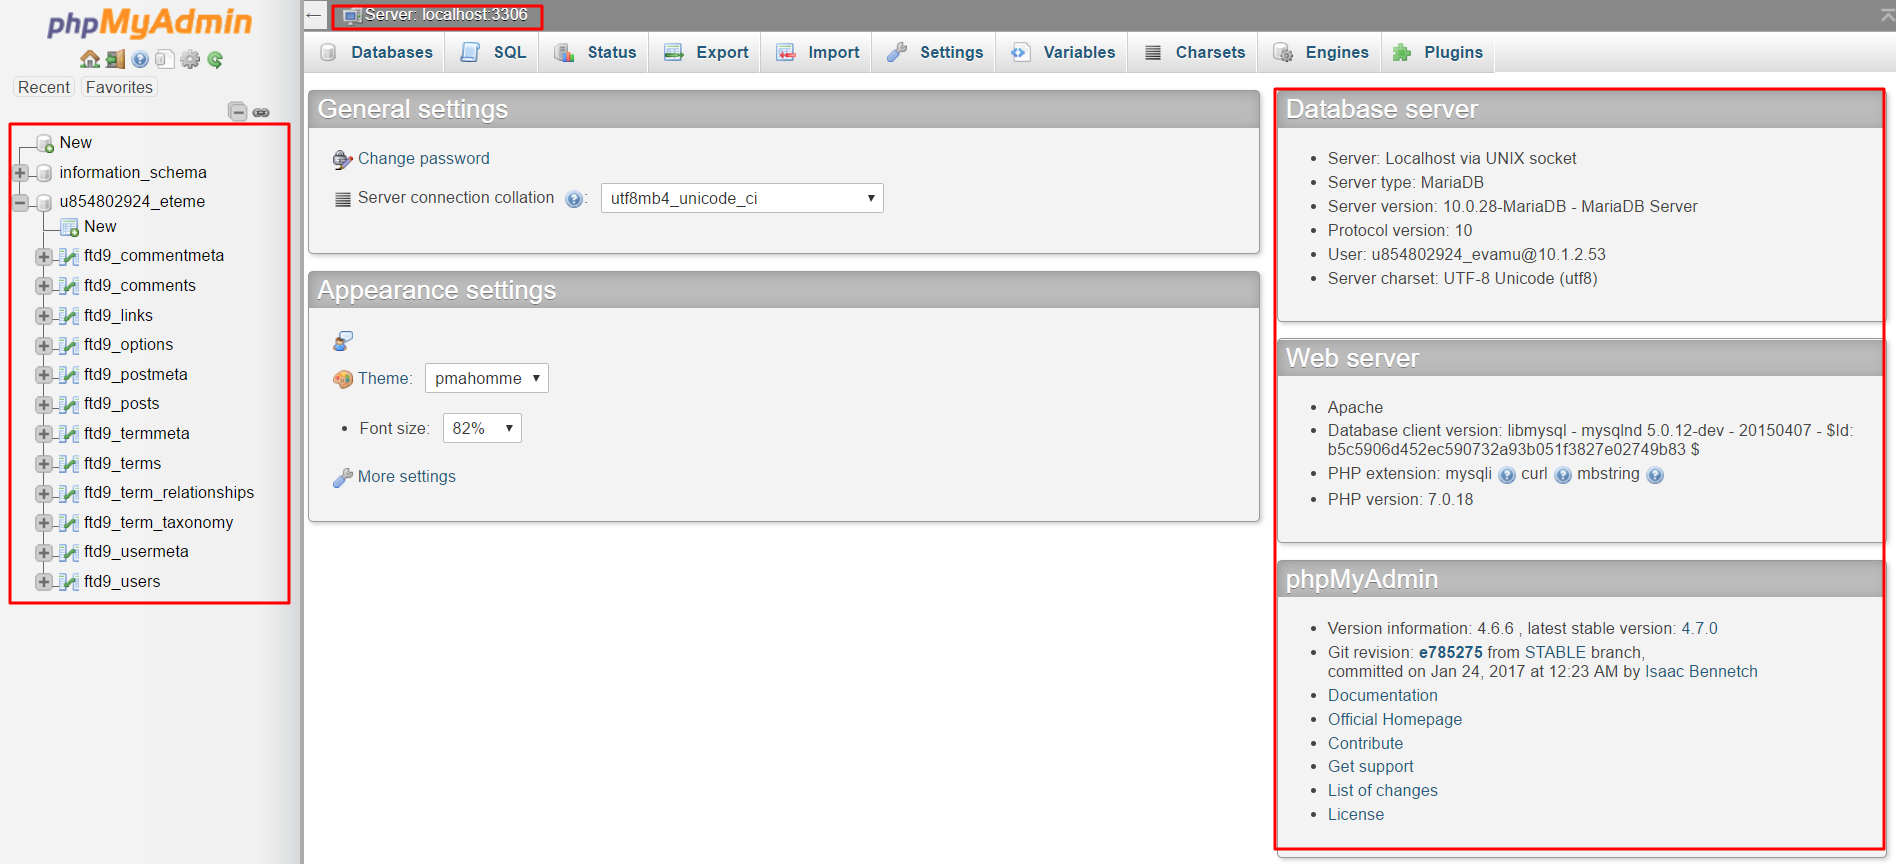 phpMyAdmin
Recent
Favorites
New
information_schema
u854802924_eteme
New
ftd9_commentmeta
ftd9_comments
ftd9_links
ftd9_options
ftd9_postmeta
ftd9_posts
ftd9_termmeta
ftd9_terms
ftd9_term_relationships
ftd9_term_taxonomy
ftd9_usermeta
ftd9_users
Server: localhost:3306
Databases
SQL
Status
Export
Import
Settings
Variables
Charsets
Engines
Plugins
General settings
Change password
Server connection collation : utf8mb4_unicode_ci
Appearance settings
Theme: pmahomme
• Font size: 82%
More settings
Database server
• Server: Localhost via UNIX socket
• Server type: MariaDB
• Server version: 10.0.28-MariaDB - MariaDB Server
• Protocol version: 10
• User: u854802924_evamu@10.1.2.53
• Server charset: UTF-8 Unicode (utf8)
Web server
• Apache
• Database client version: libmysql - mysqlnd 5.0.12-dev - 20150407 - $Id:
b5c5906d452ec590732a93b051f3827e02749b83 $
• PHP extension: mysqli curl mbstring
• PHP version: 7.0.18
phpMyAdmin
• Version information: 4.6.6 , latest stable version: 4.7.0
• Git revision: e785275 from STABLE branch,
committed on Jan 24, 2017 at 12:23 AM by Isaac Bennetch
• Documentation
• Official Homepage
• Contribute
• Get support
• List of changes
• License